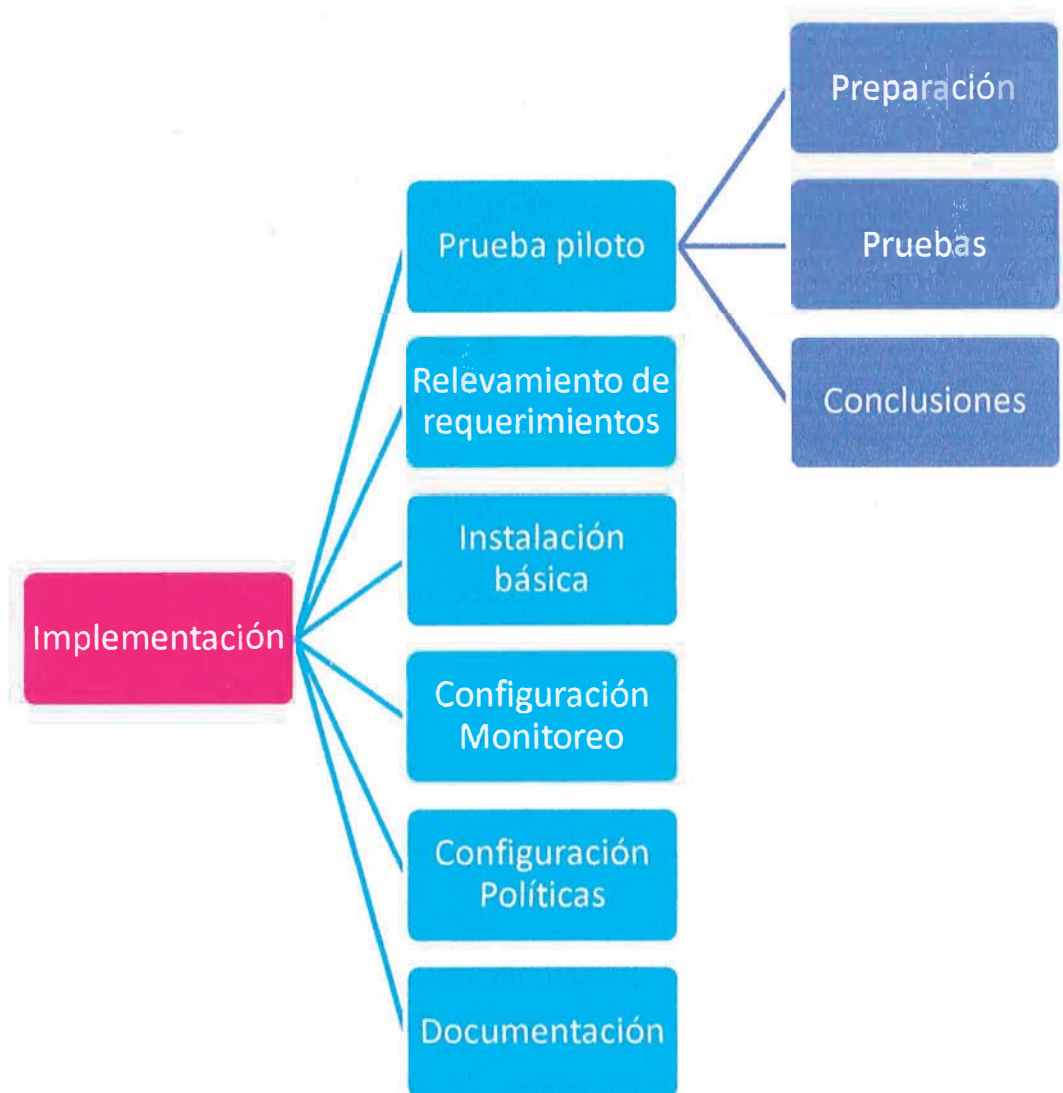 Implementación
Prueba piloto
Relevamiento de
requerimientos
Instalación
básica
Configuración
Monitoreo
Configuración
Políticas
Documentación
Preparación
Pruebas
Conclusiones